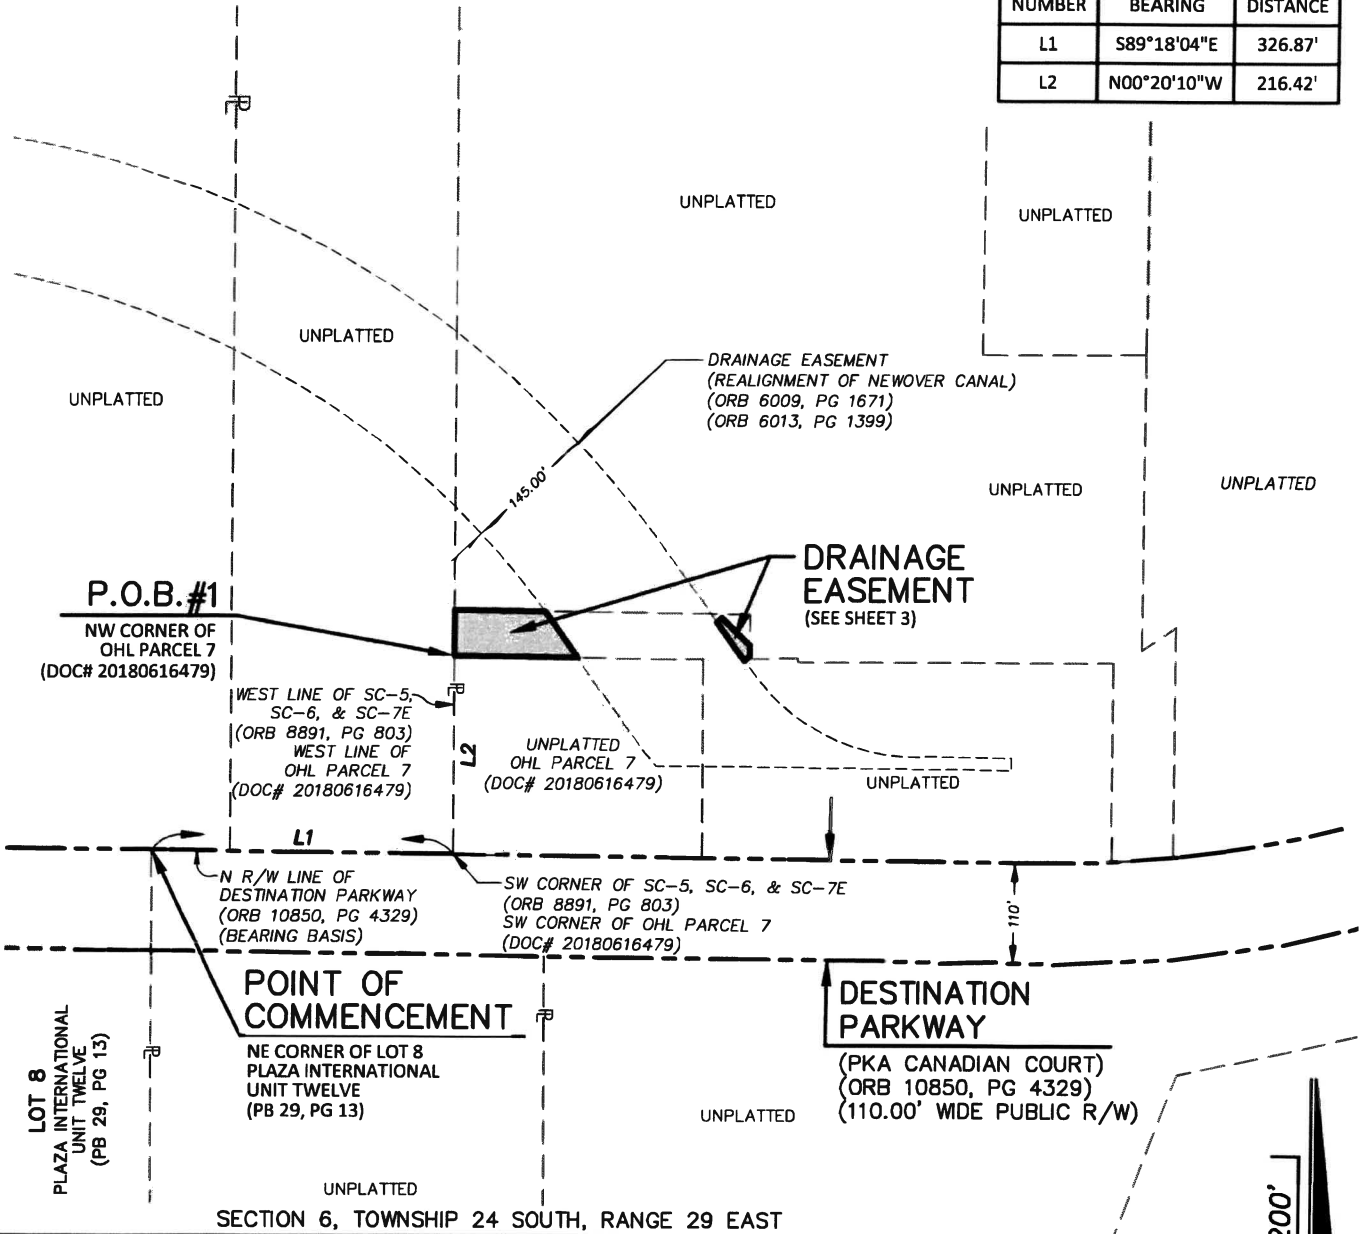 NUMBER BEARING DISTANCE
L1 S89°18'04"E 326.87'
L2 N00°20'10"W 216.42'
UNPLATTED
UNPLATTED
UNPLATTED
UNPLATTED
DRAINAGE EASEMENT
(REALIGNMENT OF NEWOVER CANAL)
(ORB 6009, PG 1671)
(ORB 6013, PG 1399)
145.00'
UNPLATTED
UNPLATTED
DRAINAGE
EASEMENT
(SEE SHEET 3)
P.O.B. #1
NW CORNER OF
OHL PARCEL 7
(DOC# 20180616479)
WEST LINE OF SC-5,
SC-6, & SC-7E
(ORB 8891, PG 803)
WEST LINE OF
OHL PARCEL 7
(DOC# 20180616479)
L2
UNPLATTED
OHL PARCEL 7
(DOC# 20180616479)
UNPLATTED
L1
N R/W LINE OF
DESTINATION PARKWAY
(ORB 10850, PG 4329)
(BEARING BASIS)
SW CORNER OF SC-5, SC-6, & SC-7E
(ORB 8891, PG 803)
SW CORNER OF OHL PARCEL 7
(DOC# 20180616479)
110'
POINT OF
COMMENCEMENT
NE CORNER OF LOT 8
PLAZA INTERNATIONAL
UNIT TWELVE
(PB 29, PG 13)
DESTINATION
PARKWAY
(PKA CANADIAN COURT)
(ORB 10850, PG 4329)
(110.00' WIDE PUBLIC R/W)
LOT 8
PLAZA INTERNATIONAL
UNIT TWELVE
(PB 29, PG 13)
UNPLATTED
UNPLATTED
SECTION 6, TOWNSHIP 24 SOUTH, RANGE 29 EAST
200'